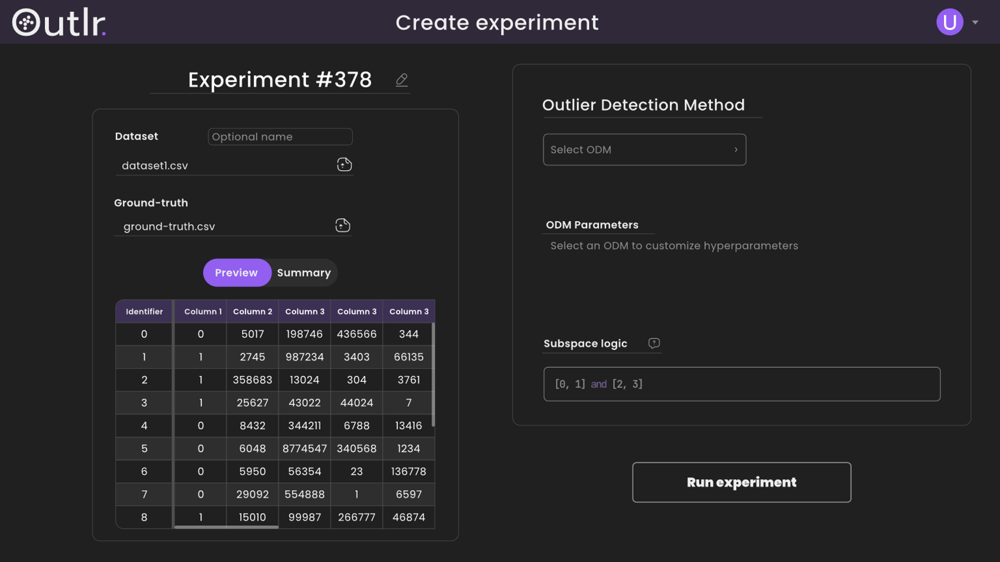 Outlr.
Create experiment
U
Experiment #378
Dataset
Optional name
dataset1.csv
Ground-truth
ground-truth.csv
Preview Summary
Identifier Column 1 Column 2 Column 3 Column 3 Column 3
0 0 5017 198746 436566 344
1 1 2745 987234 3403 66135
2 1 358683 13024 304 3761
3 1 25627 43022 44024 7
4 0 8432 344211 6788 13416
5 0 6048 8774547 340568 1234
6 0 5950 56354 23 136778
7 0 29092 554888 1 6597
8 1 15010 99987 266777 46874
Outlier Detection Method
Select ODM
ODM Parameters
Select an ODM to customize hyperparameters
Subspace logic ?
[0, 1] and [2, 3]
Run experiment